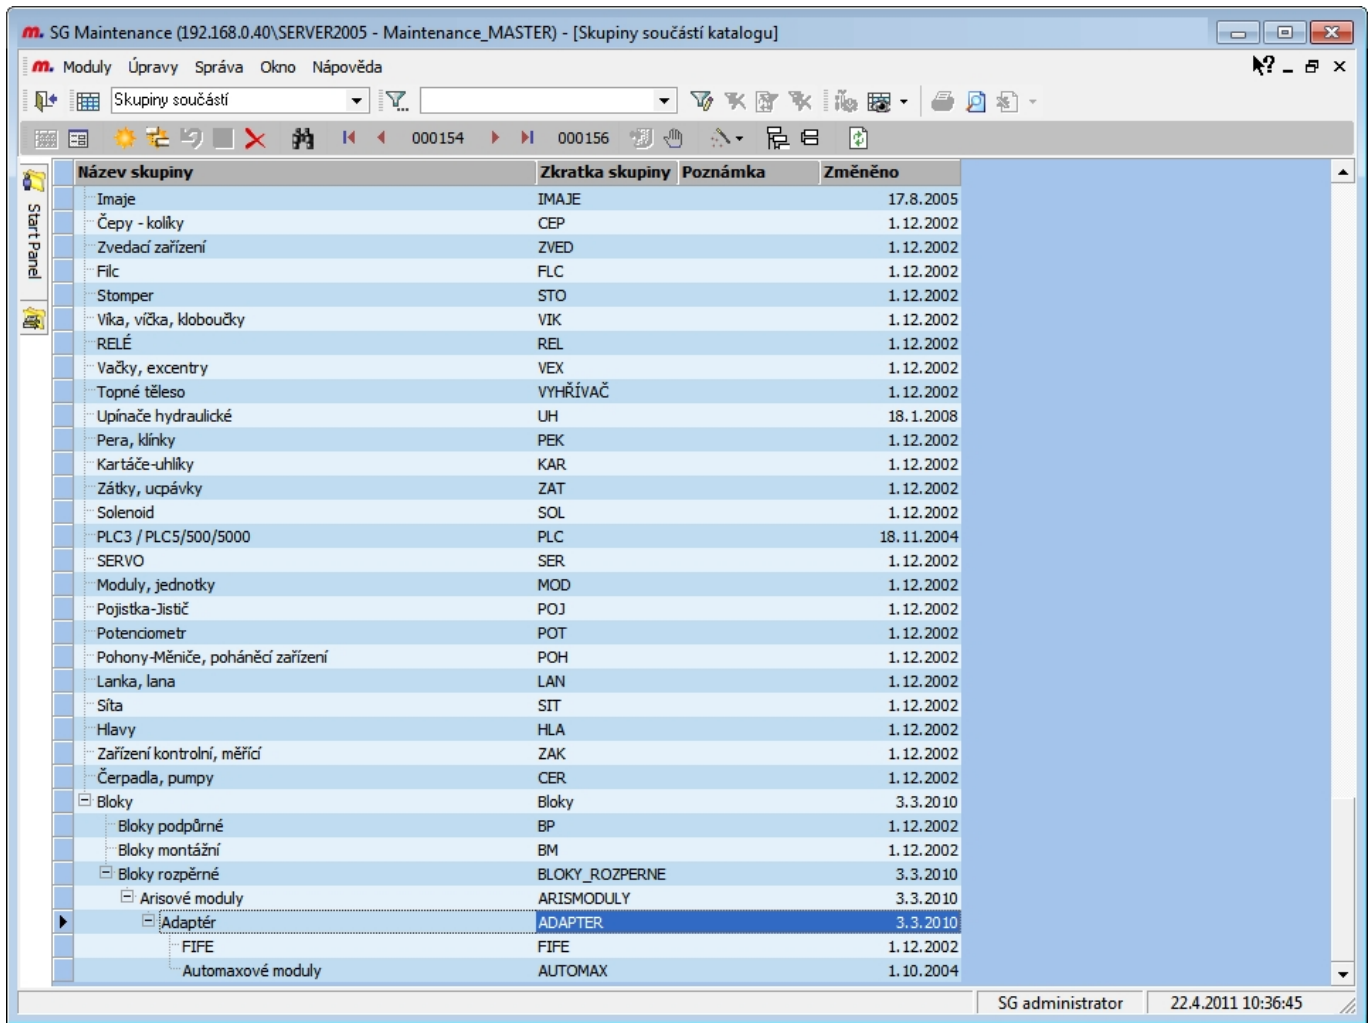 m. SG Maintenance (192.168.0.40\SERVER2005 - Maintenance_MASTER) - [Skupiny součástí katalogu]
m. Moduly Úpravy Správa Okno Nápověda
Skupiny součástí
000154 000156
Start Panel
Název skupiny Zkratka skupiny Poznámka Změněno
Imaje IMAJE 17.8.2005
Čepy - kolíky CEP 1.12.2002
Zvedací zařízení ZVED 1.12.2002
Filc FLC 1.12.2002
Stomper STO 1.12.2002
Víka, víčka, kloboučky VIK 1.12.2002
RELÉ REL 1.12.2002
Vačky, excentry VEX 1.12.2002
Topné těleso VYHŘÍVAČ 1.12.2002
Upínače hydraulické UH 18.1.2008
Pera, klínky PEK 1.12.2002
Kartáče-uhlíky KAR 1.12.2002
Zátky, ucpávky ZAT 1.12.2002
Solenoid SOL 1.12.2002
PLC3 / PLC5/500/5000 PLC 18.11.2004
SERVO SER 1.12.2002
Moduly, jednotky MOD 1.12.2002
Pojistka-Jistič POJ 1.12.2002
Potenciometr POT 1.12.2002
Pohony-Měniče, poháněcí zařízení POH 1.12.2002
Lanka, lana LAN 1.12.2002
Síta SIT 1.12.2002
Hlavy HLA 1.12.2002
Zařízení kontrolní, měřící ZAK 1.12.2002
Čerpadla, pumpy CER 1.12.2002
Bloky Bloky 3.3.2010
Bloky podpůrné BP 1.12.2002
Bloky montážní BM 1.12.2002
Bloky rozpěrné BLOKY_ROZPERNE 3.3.2010
Arisové moduly ARISMODULY 3.3.2010
Adaptér ADAPTER 3.3.2010
FIFE FIFE 1.12.2002
Automaxové moduly AUTOMAX 1.10.2004
SG administrator 22.4.2011 10:36:45